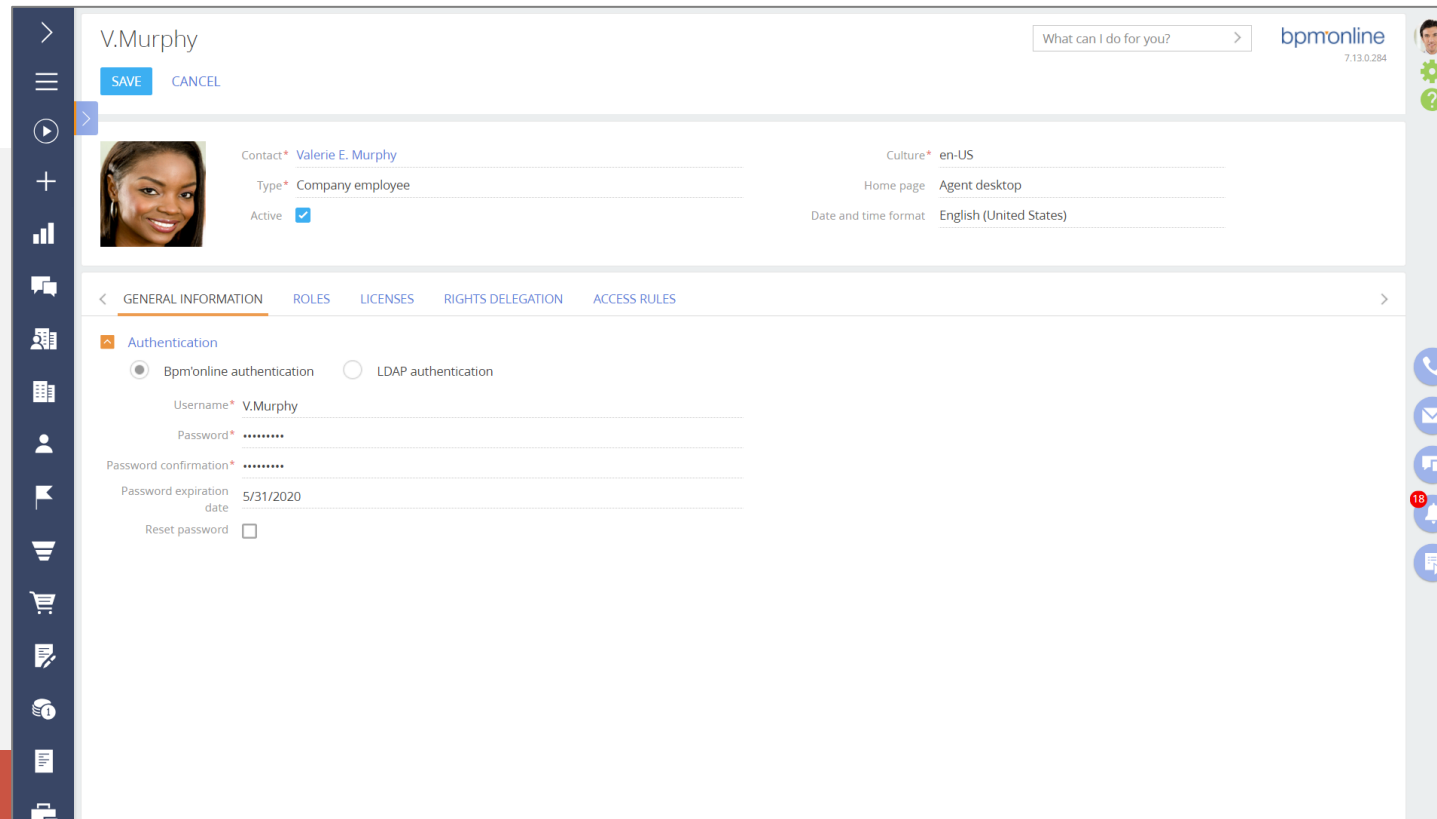 V.Murphy
What can I do for you?
bpm'online
7.13.0.284
SAVE CANCEL
Contact* Valerie E. Murphy
Type* Company employee
Active
Culture* en-US
Home page Agent desktop
Date and time format English (United States)
GENERAL INFORMATION ROLES LICENSES RIGHTS DELEGATION ACCESS RULES
Authentication
Bpm'online authentication LDAP authentication
Username* V.Murphy
Password* •••••••••
Password confirmation* •••••••••
Password expiration
date
5/31/2020
Reset password
18
1
?